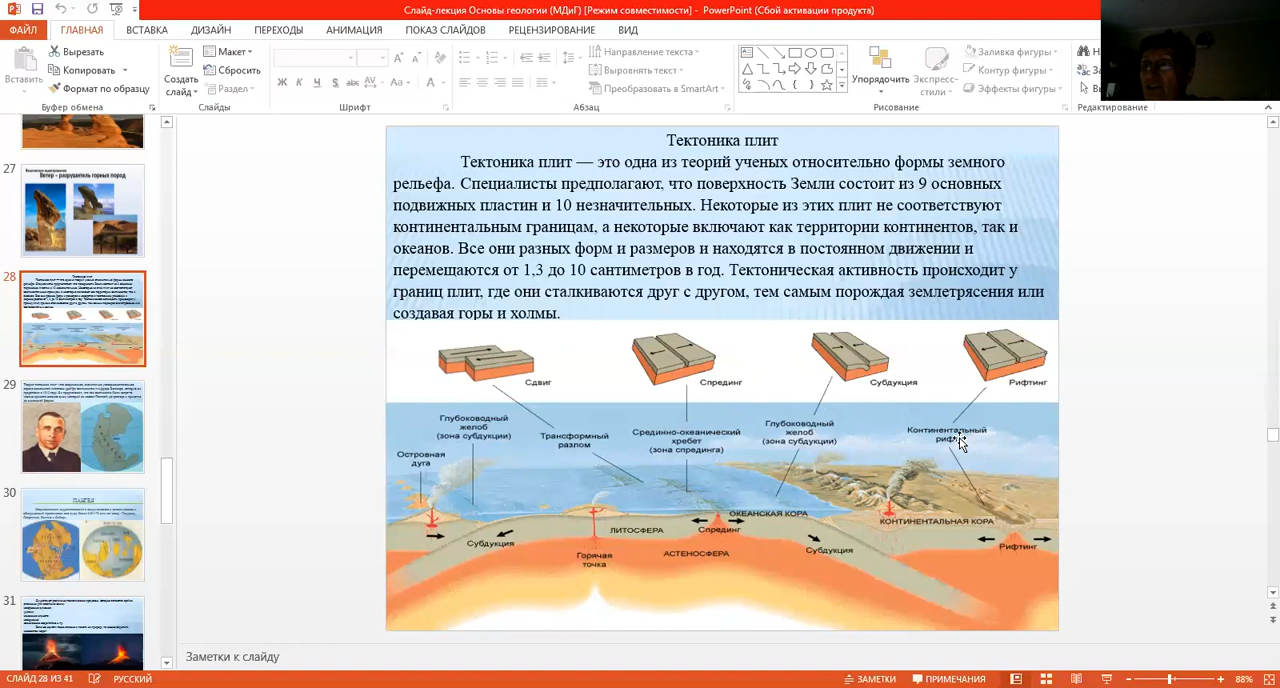 Слайд-лекция Основы геологии (МДиГ) [Режим совместимости] - PowerPoint (Сбой активации продукта)
ФАЙЛ ГЛАВНАЯ ВСТАВКА ДИЗАЙН ПЕРЕХОДЫ АНИМАЦИЯ ПОКАЗ СЛАЙДОВ РЕЦЕНЗИРОВАНИЕ ВИД
Вставить
Вырезать
Копировать
Формат по образцу
Буфер обмена
Создать слайд
Макет
Сбросить
Раздел
Слайды
Шрифт
Направление текста
Выровнять текст
Преобразовать в SmartArt
Абзац
Упорядочить
Экспресс-
стили
Заливка фигуры
Контур фигуры
Эффекты фигуры
Рисование
Редактирование
27
Ветер – разрушитель горных пород
28
29
30
ПАНГЕЯ
31
Тектоника плит
Тектоника плит — это одна из теорий ученых относительно формы земного
рельефа. Специалисты предполагают, что поверхность Земли состоит из 9 основных
подвижных пластин и 10 незначительных. Некоторые из этих плит не соответствуют
континентальным границам, а некоторые включают как территории континентов, так и
океанов. Все они разных форм и размеров и находятся в постоянном движении и
перемещаются от 1,3 до 10 сантиметров в год. Тектоническая активность происходит у
границ плит, где они сталкиваются друг с другом, тем самым порождая землетрясения или
создавая горы и холмы.
Сдвиг
Спрединг
Субдукция
Рифтинг
Глубоководный
желоб
(зона субдукции)
Трансформный
разлом
Срединно-океанический
хребет
(зона спрединга)
Глубоководный
желоб
(зона субдукции)
Континентальный
рифт
Островная
дуга
ОКЕАНСКАЯ КОРА
КОНТИНЕНТАЛЬНАЯ КОРА
ЛИТОСФЕРА
Спрединг
Субдукция
АСТЕНОСФЕРА
Субдукция
Рифтинг
Горячая
точка
Заметки к слайду
СЛАЙД 28 ИЗ 41 РУССКИЙ ЗАМЕТКИ ПРИМЕЧАНИЯ 88%